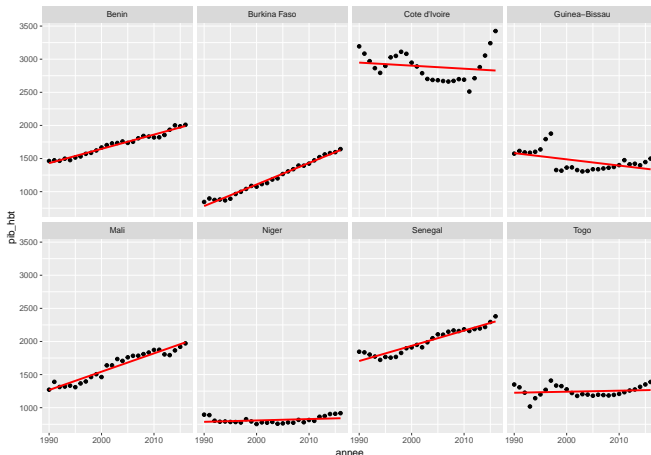 Benin Burkina Faso Cote d'Ivoire Guinea−Bissau
3500
3000
2500
2000
1500
1000
pib_hbt
Mali Niger Senegal Togo
3500
3000
2500
2000
1500
1000
1990 2000 2010 1990 2000 2010 1990 2000 2010 1990 2000 2010
annee